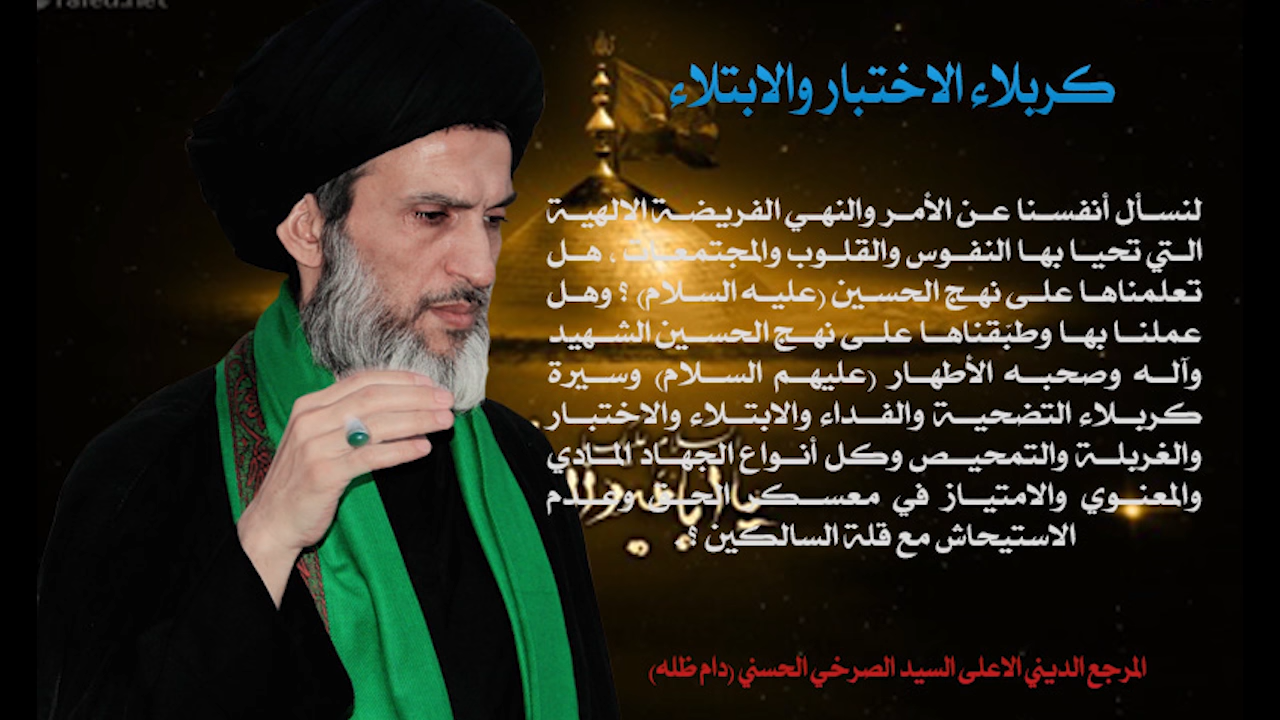 كربلاء الاختبار والابتلاء
لنسأل أنفسنا عن الأمر والنهي الفريضة الالهية
التي تحيا بها النفوس والقلوب والمجتمعات ، هل
تعلمناها على نهج الحسين (عليه السلام) ؟ وهل
عملنا بها وطبَقناها على نهج الحسين الشهيد
وآله وصحبه الأطهار (عليهم السلام) وسيرة
كربلاء التضحية والفداء والابتلاء والاختبار
والغربلة والتمحيص وكل أنواع الجهاد المادي
والمعنوي والامتياز في معسكر الحق وعدم
الاستيحاش مع قلة السالكين ؟
المرجع الديني الاعلى السيد الصرخي الحسني (دام ظله)